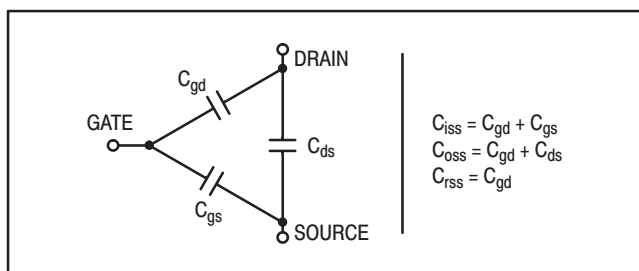 DRAIN
Cgd
GATE
Cds
Cgs
SOURCE
Ciss = Cgd + Cgs
Coss = Cgd + Cds
Crss = Cgd